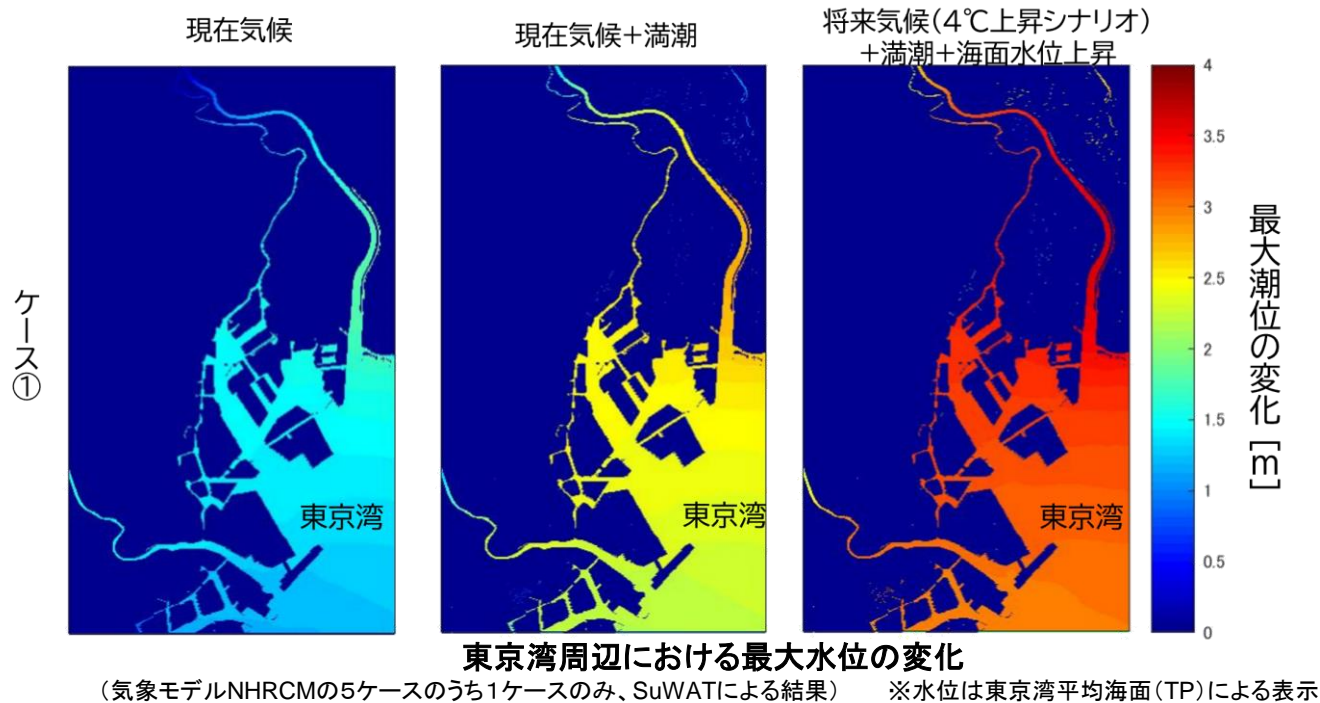 現在気候
現在気候+満潮
将来気候(4℃上昇シナリオ)
+満潮+海面水位上昇
ケース①
東京湾
東京湾
東京湾
4
3.5
3
2.5
2
1.5
1
0.5
0
最大潮位の変化 [m]
東京湾周辺における最大水位の変化
(気象モデルNHRCMの5ケースのうち1ケースのみ、SuWATによる結果) ※水位は東京湾平均海面(TP)による表示